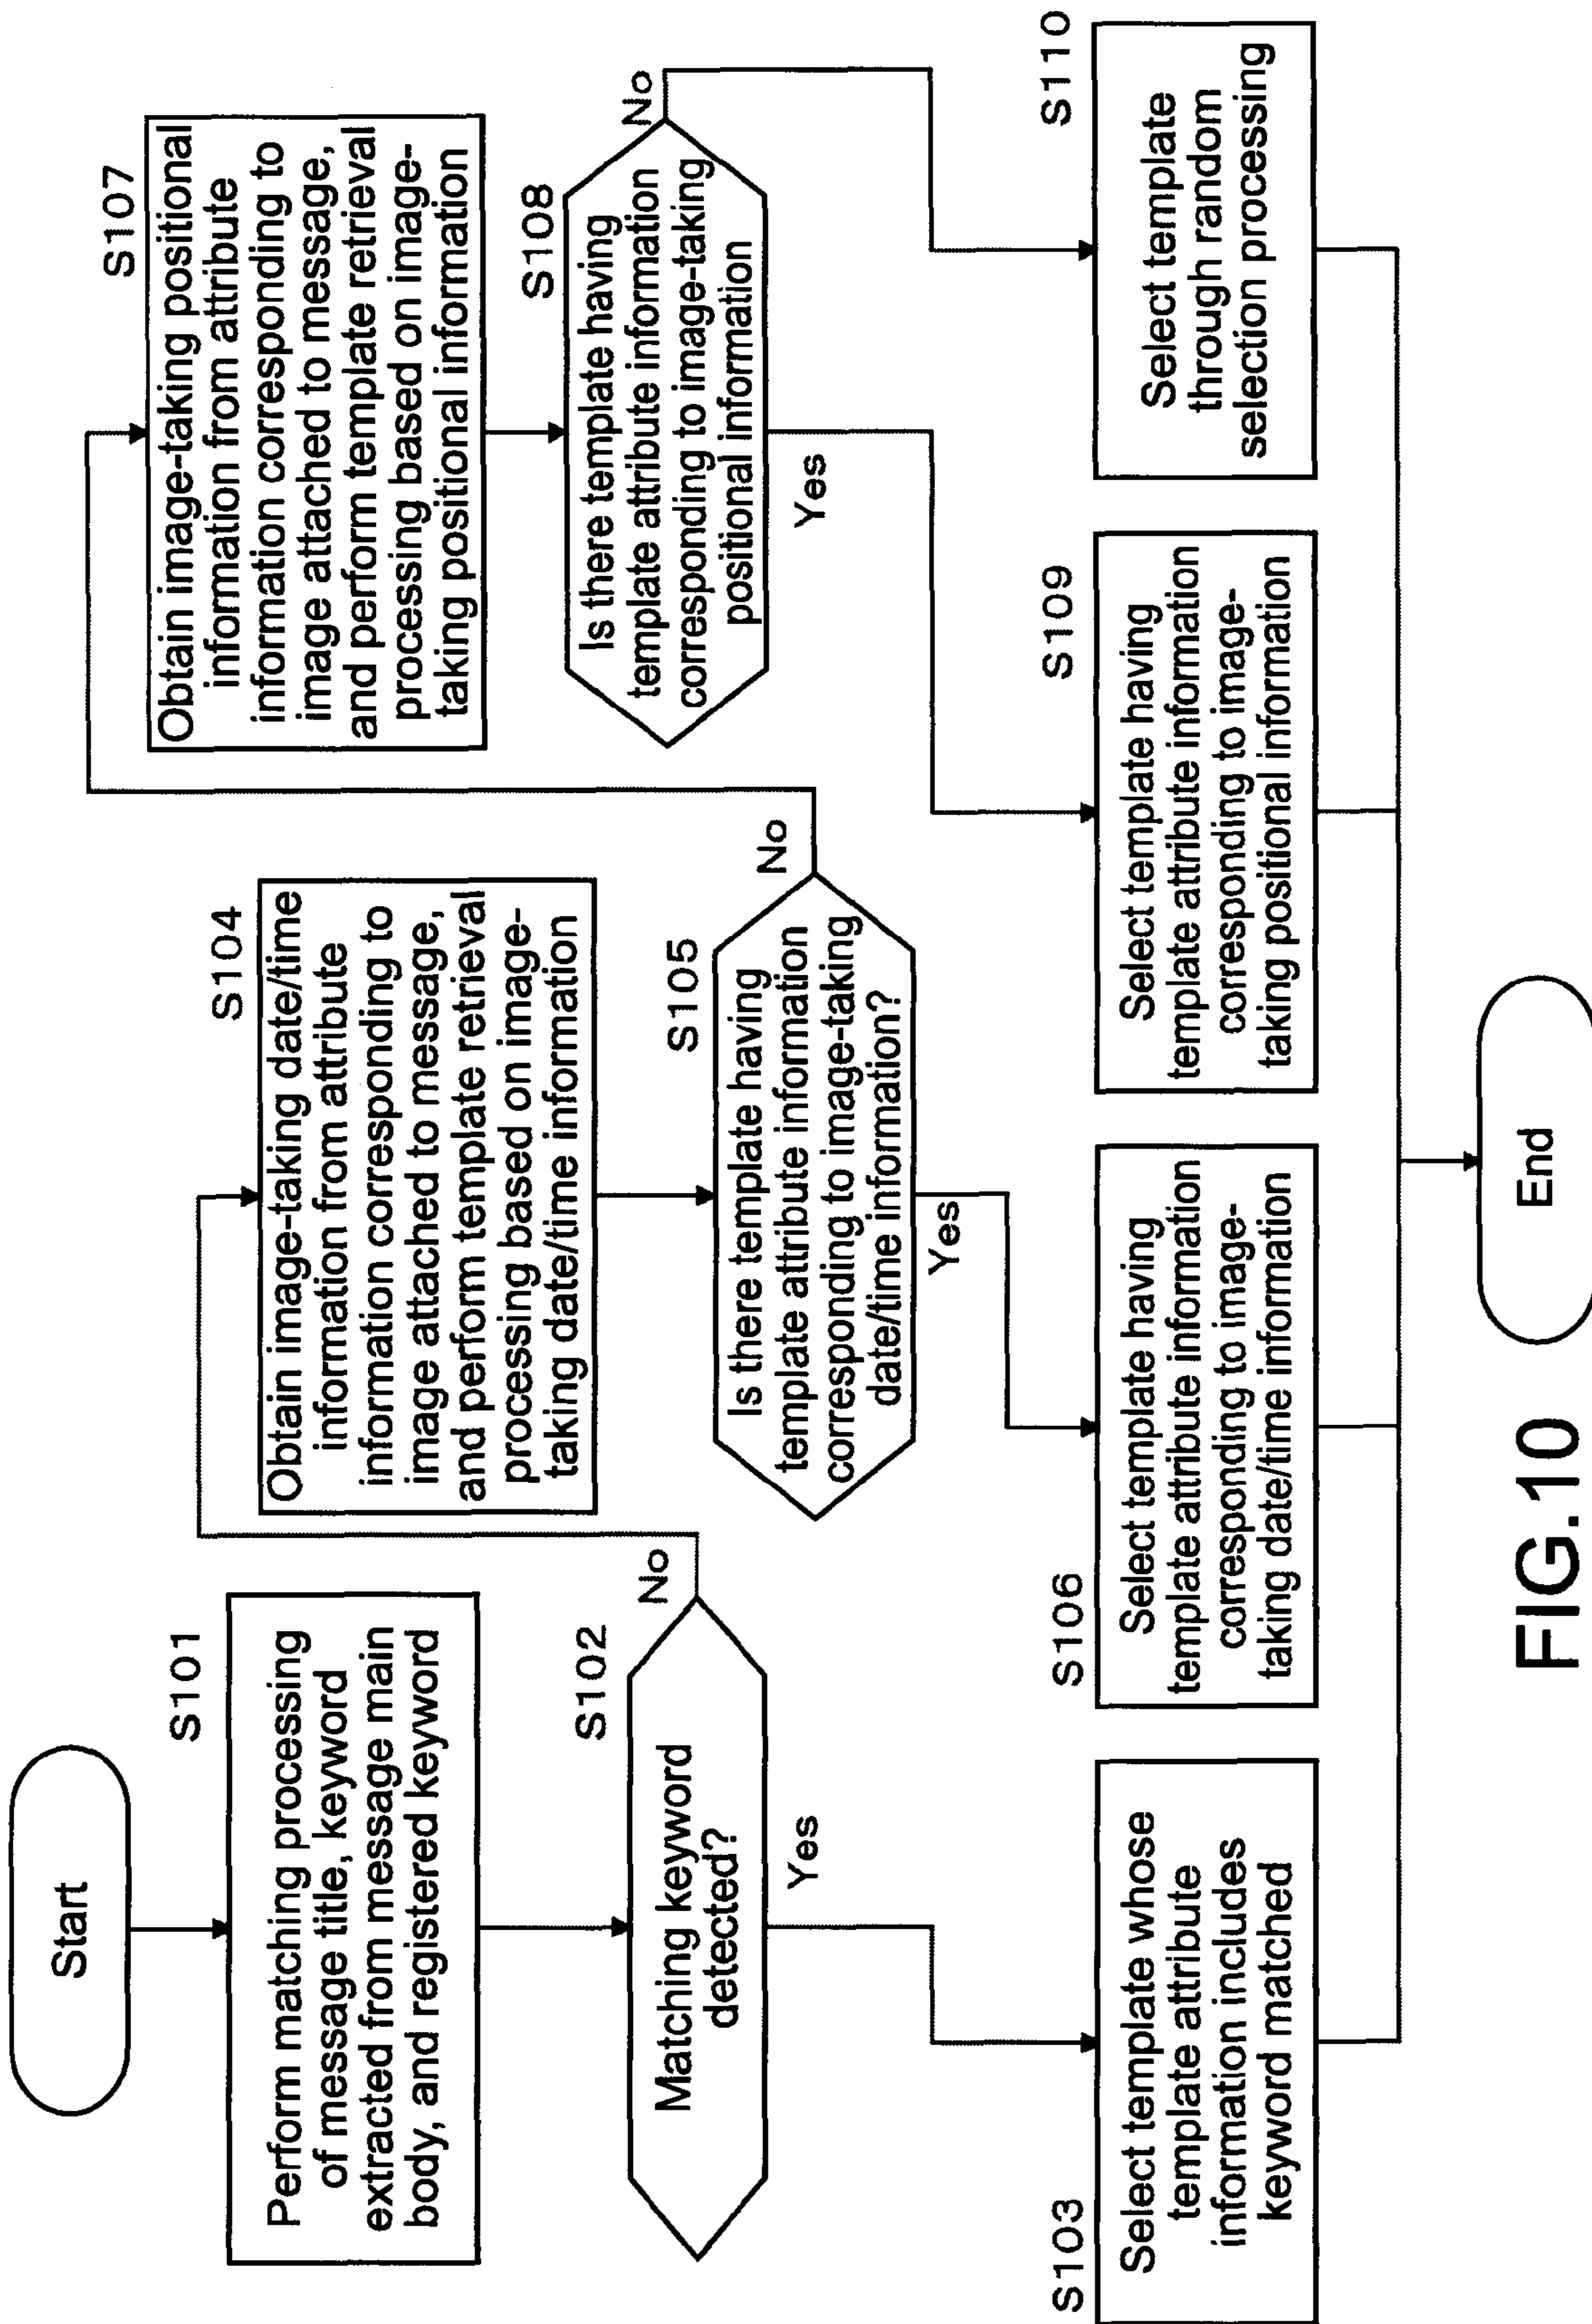 Start
S101
Perform matching processing
of message title, keyword
extracted from message main
body, and registered keyword
S102
Matching keyword
detected?
No
Yes
S103
Select template whose
template attribute
information includes
keyword matched
S104
Obtain image-taking date/time
information from attribute
information corresponding to
image attached to message,
and perform template retrieval
processing based on image-
taking date/time information
S105
Is there template having
template attribute information
corresponding to image-taking
date/time information?
No
Yes
S106
Select template having
template attribute information
corresponding to image-
taking date/time information
S107
Obtain image-taking positional
information from attribute
information corresponding to
image attached to message,
and perform template retrieval
processing based on image-
taking positional information
S108
Is there template having
template attribute information
corresponding to image-taking
positional information
No
Yes
S109
Select template having
template attribute information
corresponding to image-
taking positional information
S110
Select template
through random
selection processing
End
FIG.10